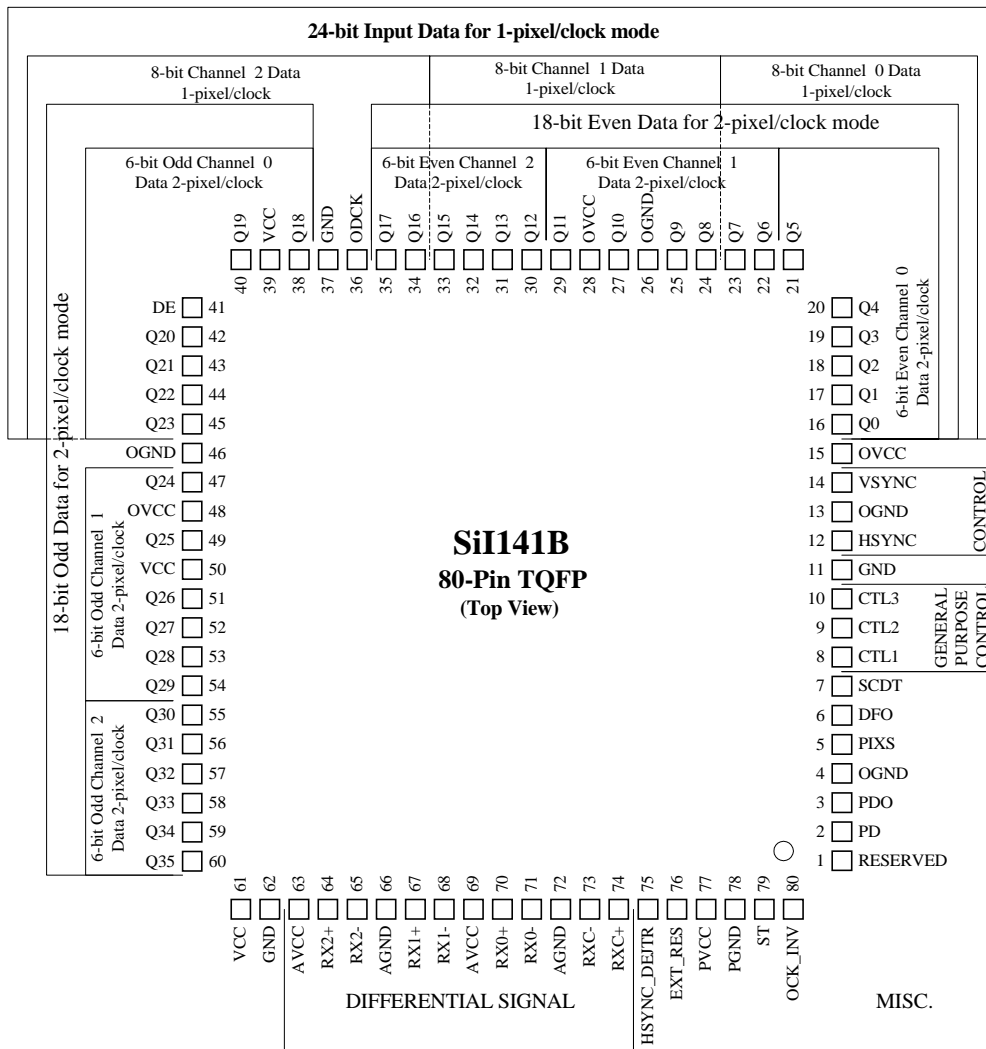 24-bit Input Data for 1-pixel/clock mode
8-bit Channel 2 Data
1-pixel/clock
8-bit Channel 1 Data
1-pixel/clock
8-bit Channel 0 Data
1-pixel/clock
18-bit Even Data for 2-pixel/clock mode
6-bit Odd Channel 0
Data 2-pixel/clock
6-bit Even Channel 2
Data 2-pixel/clock
6-bit Even Channel 1
Data 2-pixel/clock
Q19
VCC
Q18
GND
ODCK
Q17
Q16
Q15
Q14
Q13
Q12
Q11
OVCC
Q10
OGND
Q9
Q8
Q7
Q6
Q5
40
39
38
37
36
35
34
33
32
31
30
29
28
27
26
25
24
23
22
21
18-bit Odd Data for 2-pixel/clock mode
DE 41
Q20 42
Q21 43
Q22 44
Q23 45
OGND 46
Q24 47
OVCC 48
Q25 49
VCC 50
Q26 51
Q27 52
Q28 53
Q29 54
Q30 55
Q31 56
Q32 57
Q33 58
Q34 59
Q35 60
6-bit Odd Channel 1
Data 2-pixel/clock
6-bit Odd Channel 2
Data 2-pixel/clock
SiI141B
80-Pin TQFP
(Top View)
20 Q4
19 Q3
18 Q2
17 Q1
16 Q0
15 OVCC
14 VSYNC
13 OGND
12 HSYNC
11 GND
10 CTL3
9 CTL2
8 CTL1
7 SCDT
6 DFO
5 PIXS
4 OGND
3 PDO
2 PD
1 RESERVED
6-bit Even Channel 0
Data 2-pixel/clock
CONTROL
GENERAL
PURPOSE
CONTROL
61
62
63
64
65
66
67
68
69
70
71
72
73
74
75
76
77
78
79
80
VCC
GND
AVCC
RX2+
RX2-
AGND
RX1+
RX1-
AVCC
RX0+
RX0-
AGND
RXC-
RXC+
HSYNC_DEJTR
EXT_RES
PVCC
PGND
ST
OCK_INV
DIFFERENTIAL SIGNAL
MISC.